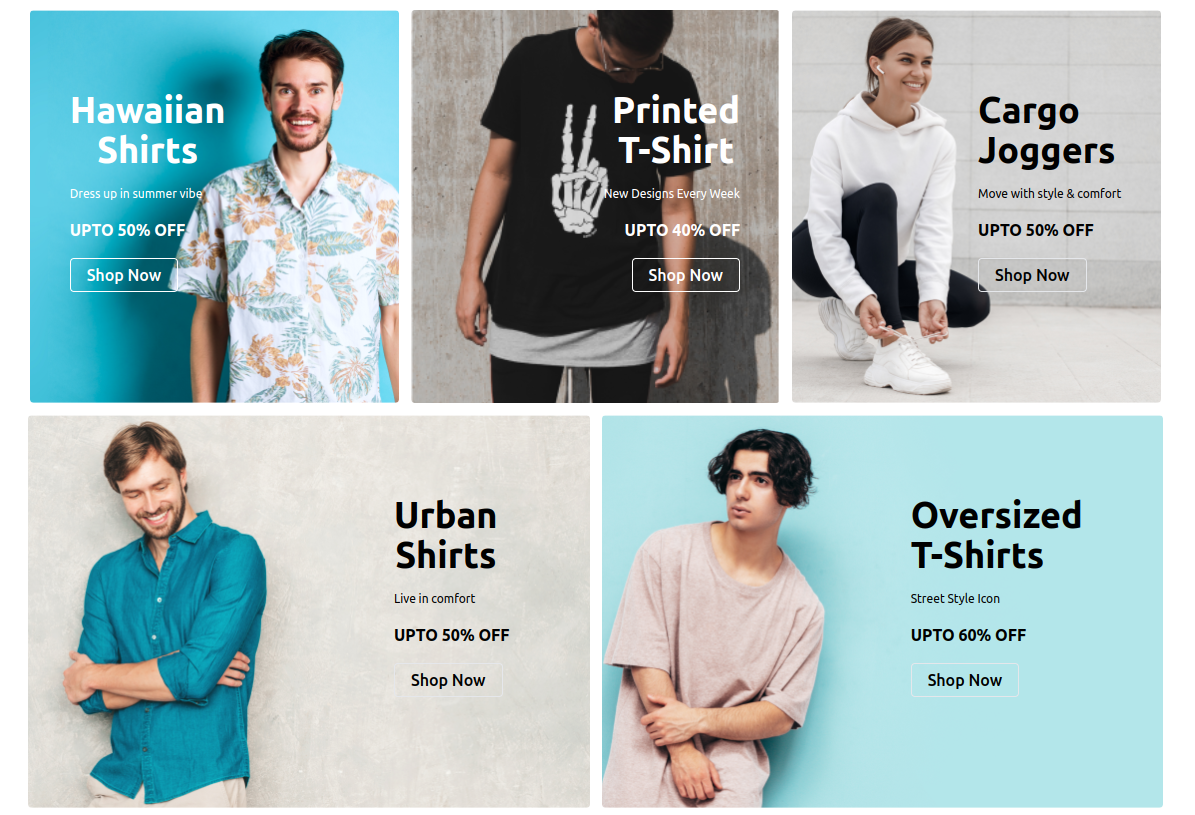 Hawaiian
Shirts
Dress up in summer vibe
UPTO 50% OFF
Shop Now
Printed
T-Shirt
New Designs Every Week
UPTO 40% OFF
Shop Now
Cargo
Joggers
Move with style & comfort
UPTO 50% OFF
Shop Now
Urban
Shirts
Live in comfort
UPTO 50% OFF
Shop Now
Oversized
T-Shirts
Street Style Icon
UPTO 60% OFF
Shop Now